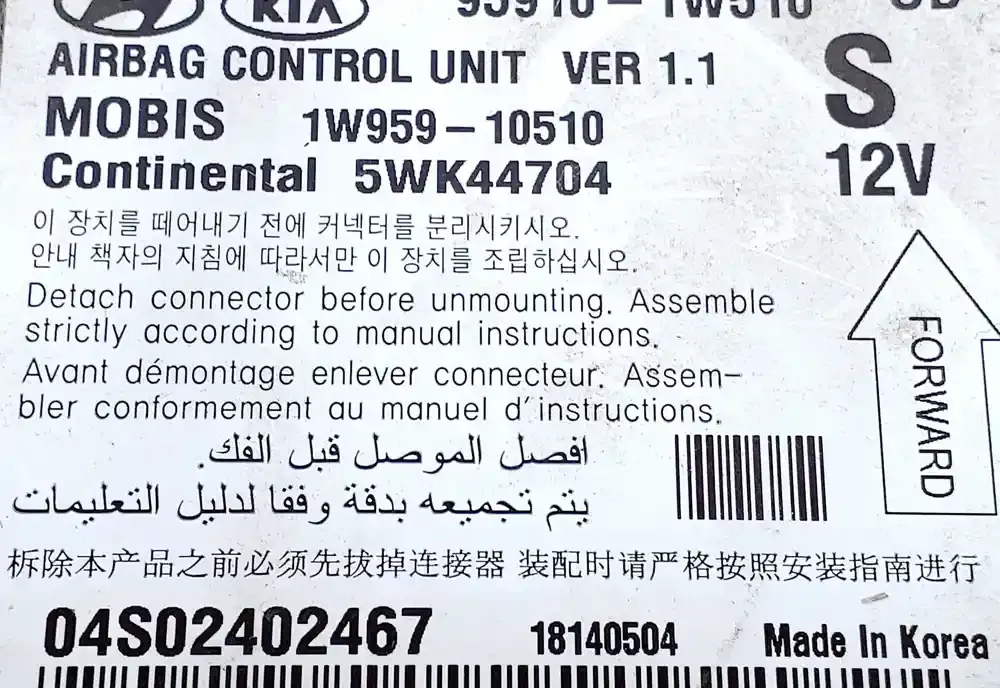 KIA 95910-1W510
AIRBAG CONTROL UNIT VER 1.1
S
MOBIS 1W959-10510
Continental 5WK44704
12V
이 장치를 떼어내기 전에 커넥터를 분리시키시오.
안내 책자의 지침에 따라서만 이 장치를 조립하십시오.
Detach connector before unmounting. Assemble
strictly according to manual instructions.
Avant démontage enlever connecteur. Assem-
bler conformement au manuel d'instructions.
FORWARD
افصل الموصل قبل الفك.
يتم تجميعه بدقة وفقا لدليل التعليمات
拆除本产品之前必须先拔掉连接器 装配时请严格按照安装指南进行
04S02402467 18140504 Made In Korea